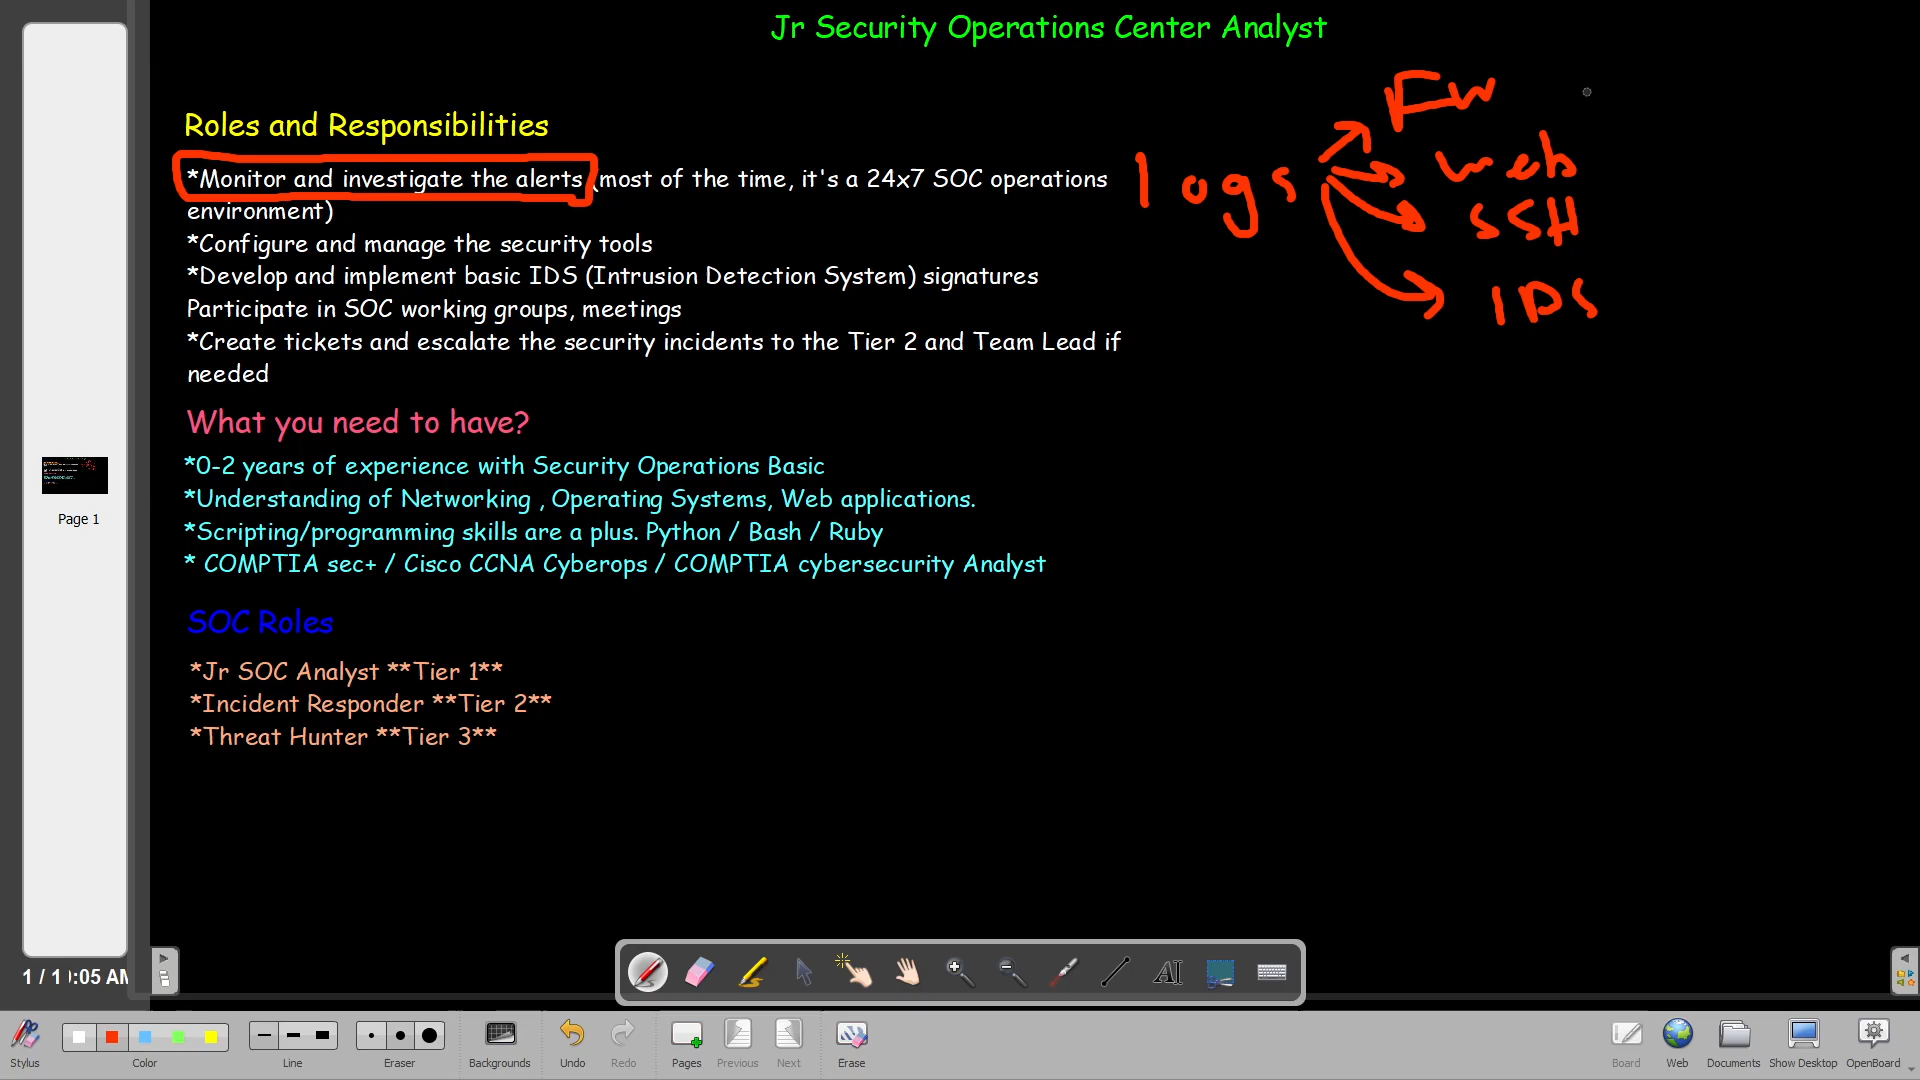 Jr Security Operations Center Analyst
Roles and Responsibilities
*Monitor and investigate the alerts (most of the time, it's a 24x7 SOC operations
environment)
*Configure and manage the security tools
*Develop and implement basic IDS (Intrusion Detection System) signatures
Participate in SOC working groups, meetings
*Create tickets and escalate the security incidents to the Tier 2 and Team Lead if
needed
logs
FW
web
SSH
IDS
What you need to have?
*0-2 years of experience with Security Operations Basic
*Understanding of Networking , Operating Systems, Web applications.
*Scripting/programming skills are a plus. Python / Bash / Ruby
* COMPTIA sec+ / Cisco CCNA Cyberops / COMPTIA cybersecurity Analyst
SOC Roles
*Jr SOC Analyst **Tier 1**
*Incident Responder **Tier 2**
*Threat Hunter **Tier 3**
Page 1
1 / 1
:05 AM
AI
Stylus
Color
Line
Eraser
Backgrounds
Undo
Redo
Pages
Previous
Next
Erase
Board
Web
Documents
Show Desktop
OpenBoard